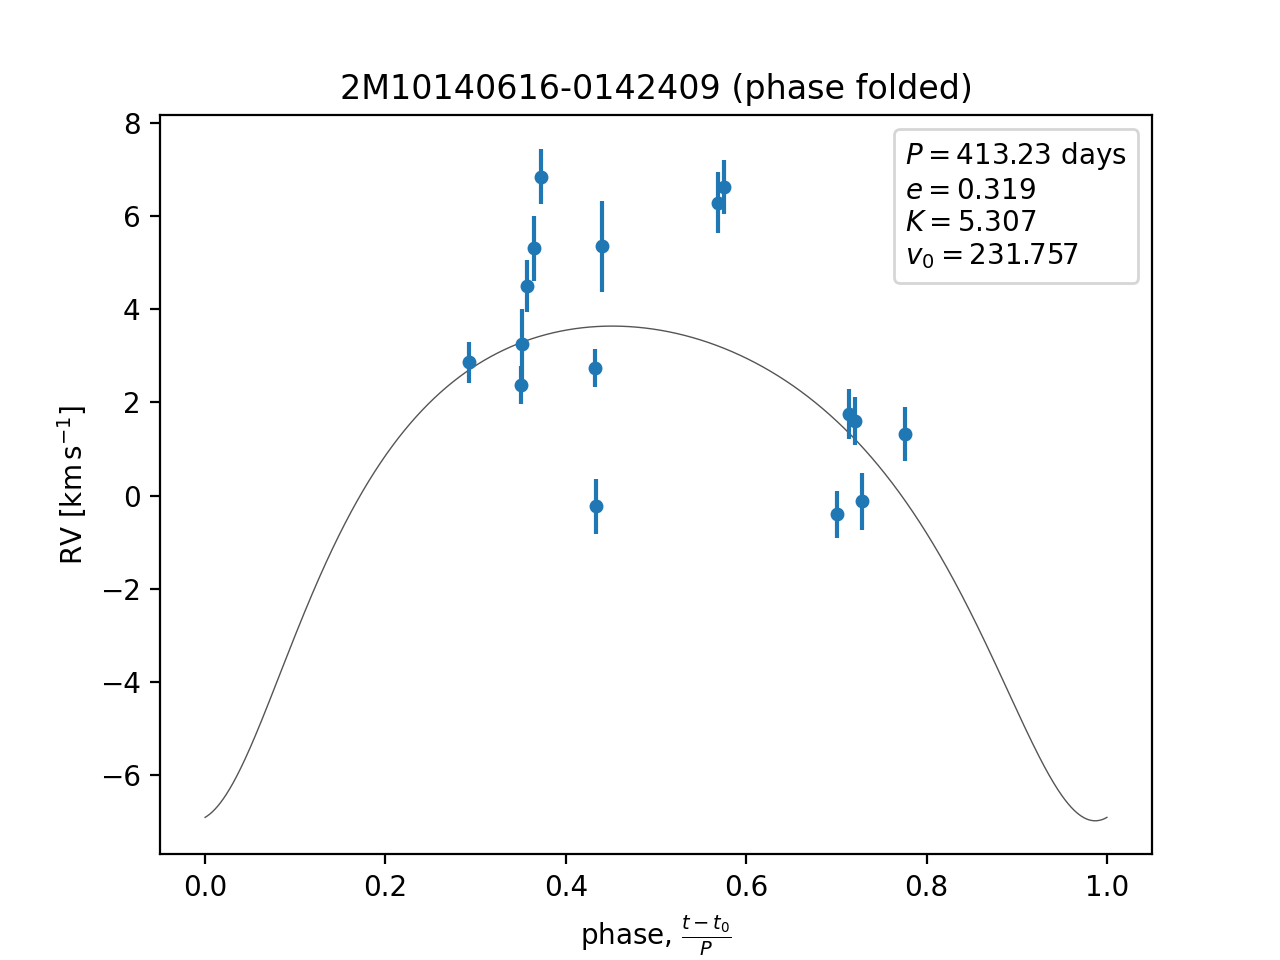 2M10140616-0142409 (phase folded)
P = 413.23 days
e = 0.319
K = 5.307
v₀ = 231.757
8
6
4
2
0
−2
−4
−6
RV [km s⁻¹]
0.0 0.2 0.4 0.6 0.8 1.0
phase, (t − t₀)/P